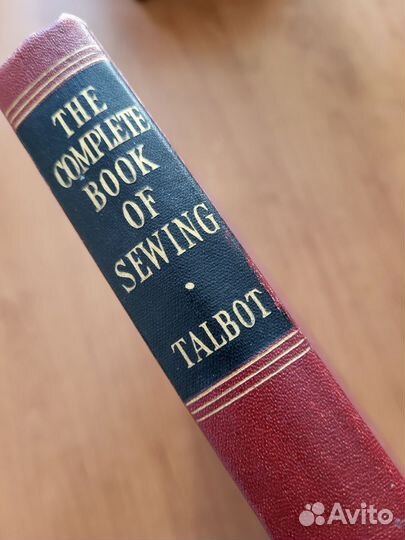 THE
COMPLETE
BOOK
OF
SEWING
•
TALBOT
Avito